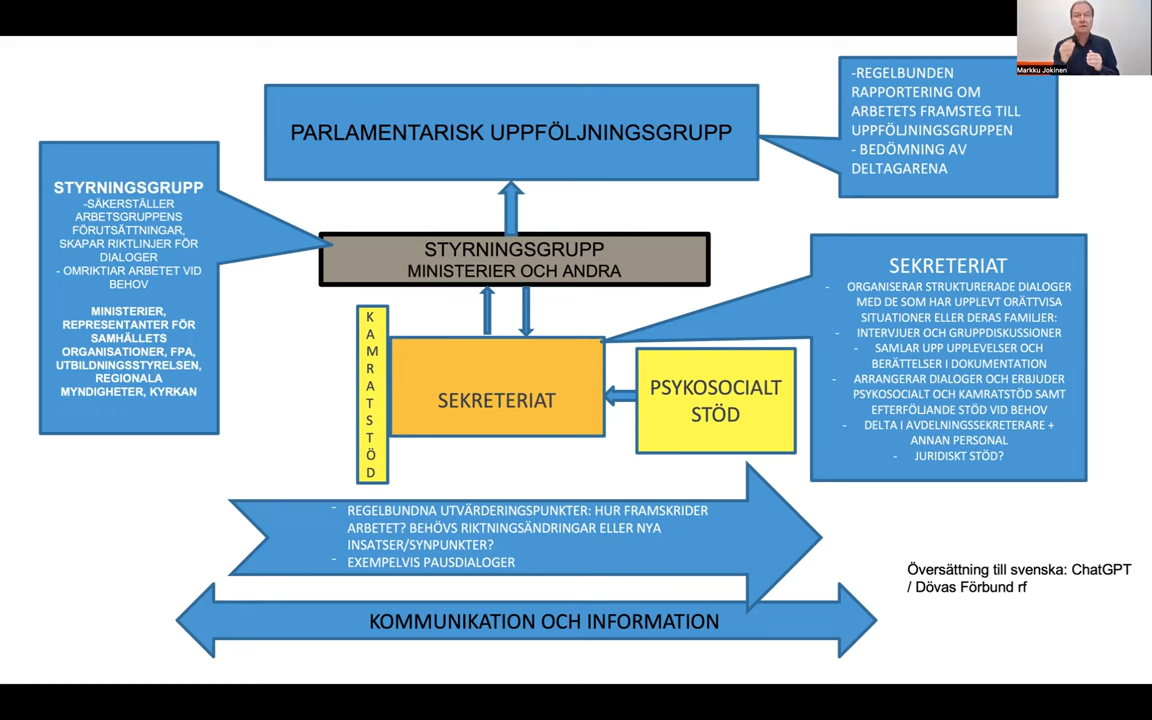 Markku Jokinen
-REGELBUNDEN
RAPPORTERING OM
ARBETETS FRAMSTEG TILL
UPPFÖLJNINGSGRUPPEN
- BEDÖMNING AV
DELTAGARENA
PARLAMENTARISK UPPFÖLJNINGSGRUPP
STYRNINGSGRUPP
-SÄKERSTÄLLER
ARBETSGRUPPENS
FÖRUTSÄTTNINGAR,
SKAPAR RIKTLINJER FÖR
DIALOGER
- OMRIKTIAR ARBETET VID
BEHOV
MINISTERIER,
REPRESENTANTER FÖR
SAMHÄLLETS
ORGANISATIONER, FPA,
UTBILDNINGSSTYRELSEN,
REGIONALA
MYNDIGHETER, KYRKAN
STYRNINGSGRUPP
MINISTERIER OCH ANDRA
KAMRATSTÖD
SEKRETERIAT
PSYKOSOCIALT
STÖD
SEKRETERIAT
- ORGANISERAR STRUKTURERADE DIALOGER
MED DE SOM HAR UPPLEVT ORÄTTVISA
SITUATIONER ELLER DERAS FAMILJER:
- INTERVJUER OCH GRUPPDISKUSSIONER
- SAMLAR UPP UPPLEVELSER OCH
BERÄTTELSER I DOKUMENTATION
- ARRANGERAR DIALOGER OCH ERBJUDER
PSYKOSOCIALT OCH KAMRATSTÖD SAMT
EFTERFÖLJANDE STÖD VID BEHOV
- DELTA I AVDELNINGSSEKRETERARE +
ANNAN PERSONAL
- JURIDISKT STÖD?
- REGELBUNDNA UTVÄRDERINGSPUNKTER: HUR FRAMSKRIDER
ARBETET? BEHÖVS RIKTNINGSÄNDRINGAR ELLER NYA
INSATSER/SYNPUNKTER?
- EXEMPELVIS PAUSDIALOGER
KOMMUNIKATION OCH INFORMATION
Översättning till svenska: ChatGPT
/ Dövas Förbund rf